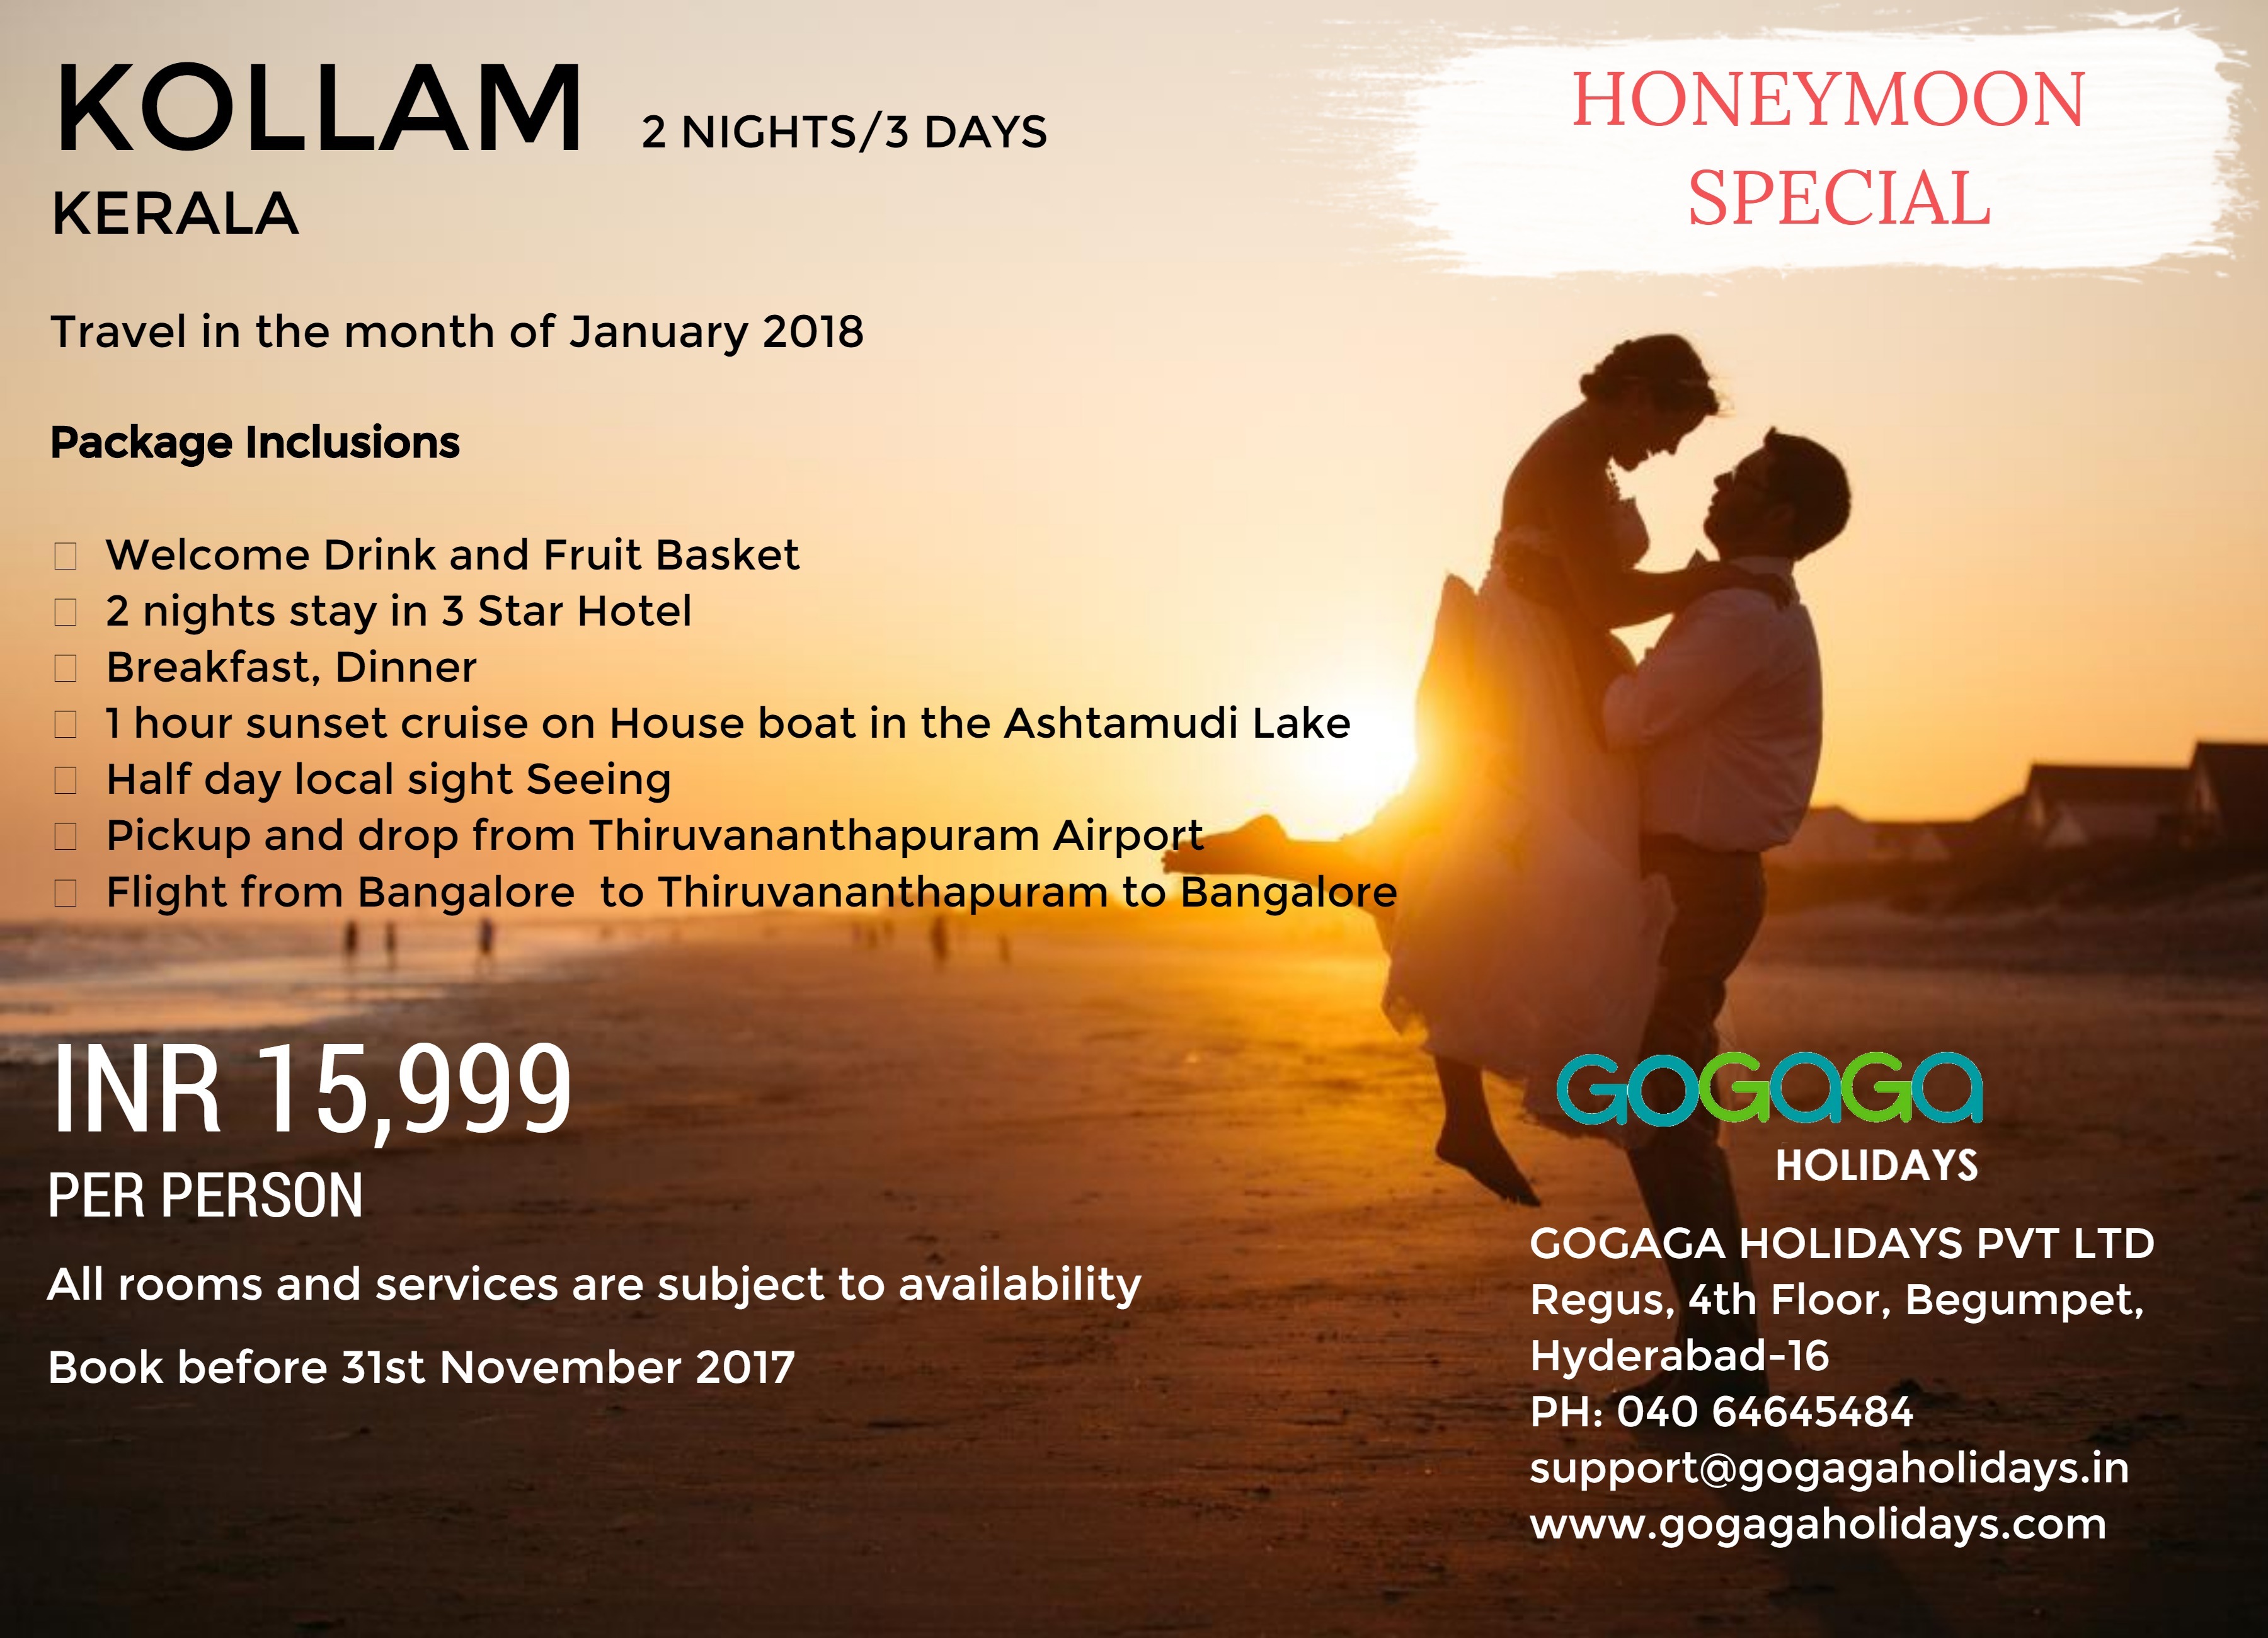 KOLLAM 2 NIGHTS/3 DAYS
KERALA
HONEYMOON
SPECIAL
Travel in the month of January 2018
Package Inclusions
Welcome Drink and Fruit Basket
2 nights stay in 3 Star Hotel
Breakfast, Dinner
1 hour sunset cruise on House boat in the Ashtamudi Lake
Half day local sight Seeing
Pickup and drop from Thiruvananthapuram Airport
Flight from Bangalore  to Thiruvananthapuram to Bangalore
INR 15,999
PER PERSON
All rooms and services are subject to availability
Book before 31st November 2017
GOGAGA
HOLIDAYS
GOGAGA HOLIDAYS PVT LTD
Regus, 4th Floor, Begumpet,
Hyderabad-16
PH: 040 64645484
support@gogagaholidays.in
www.gogagaholidays.com